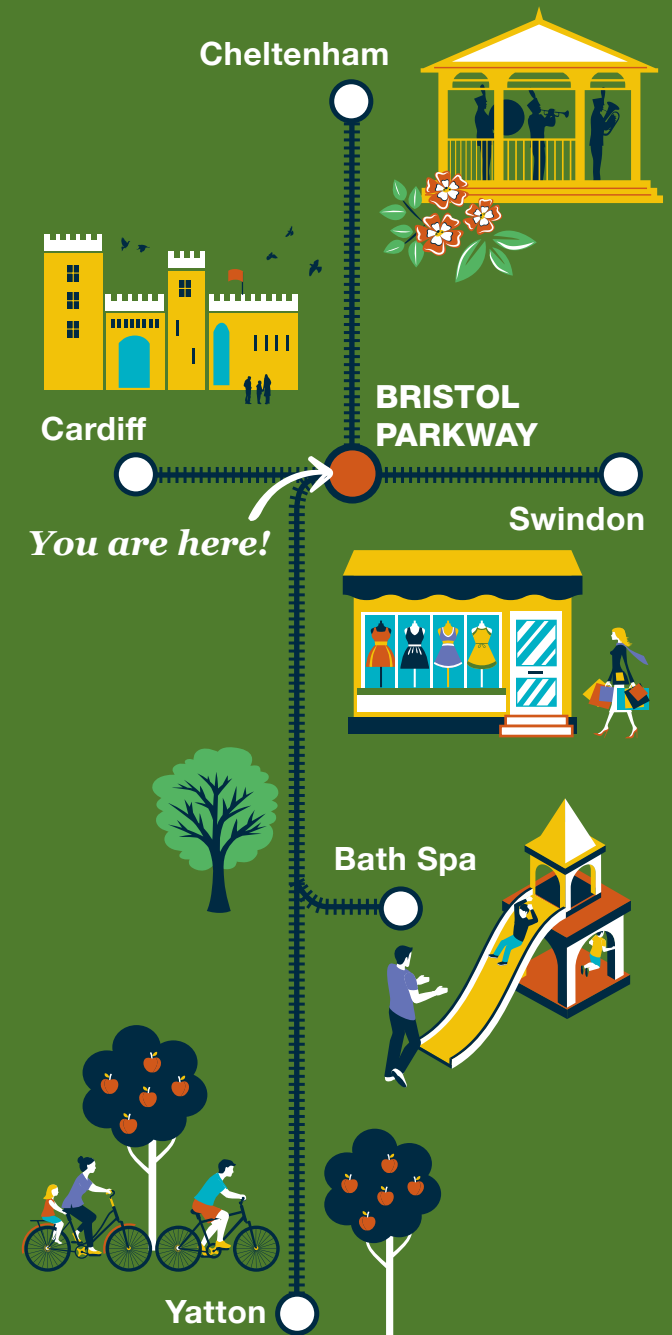 Cheltenham
BRISTOL
PARKWAY
Cardiff
Swindon
You are here!
Bath Spa
Yatton